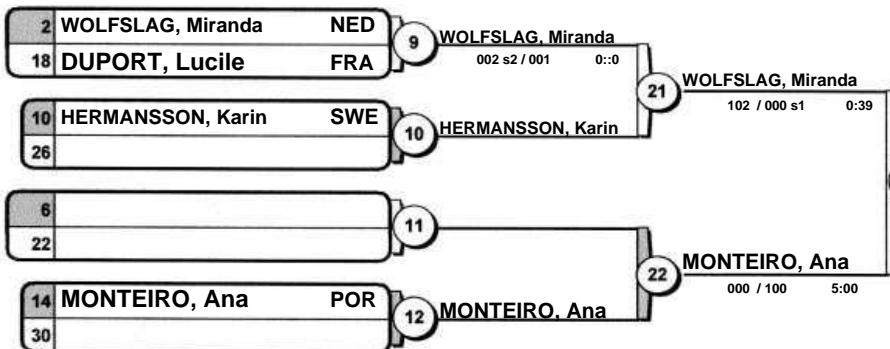 2 WOLFSLAG, Miranda NED
18 DUPORT, Lucile FRA
9
WOLFSLAG, Miranda
002 s2 / 001 0::0
10 HERMANSSON, Karin SWE
26
10
HERMANSSON, Karin
21
WOLFSLAG, Miranda
102 / 000 s1 0:39
6
22
11
14 MONTEIRO, Ana POR
30
12
MONTEIRO, Ana
22
MONTEIRO, Ana
000 / 100 5:00